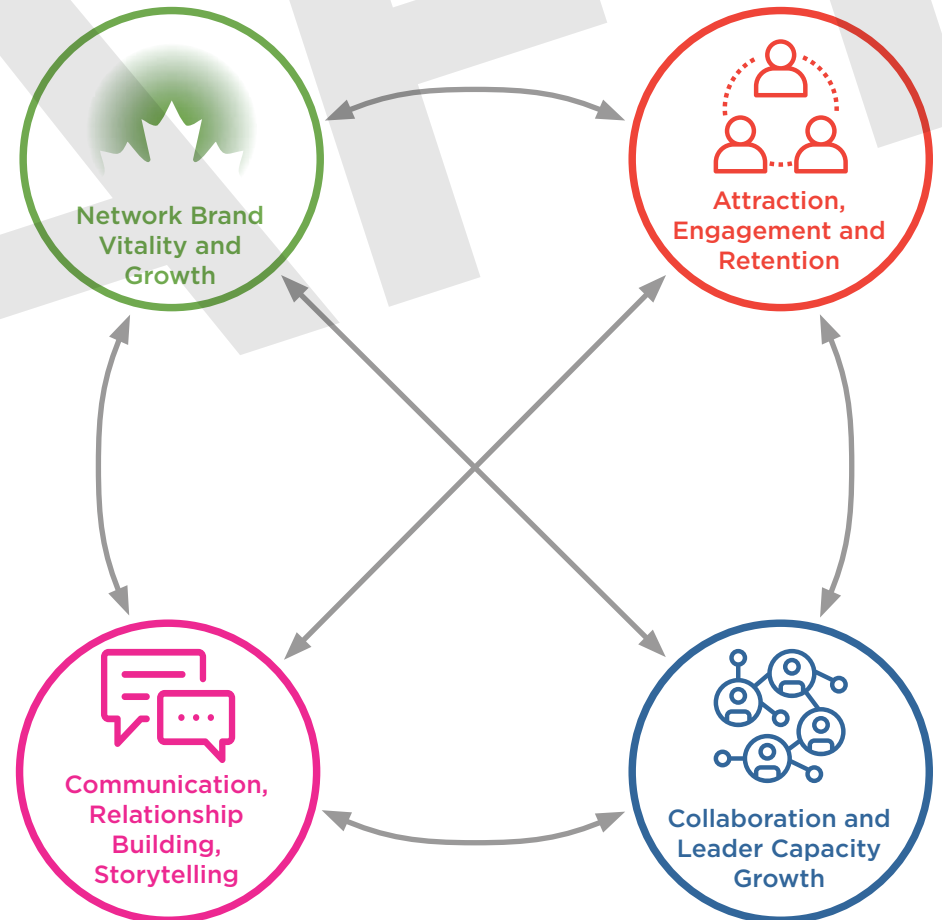 Network Brand
Vitality and
Growth
Attraction,
Engagement and
Retention
Communication,
Relationship
Building,
Storytelling
Collaboration and
Leader Capacity
Growth